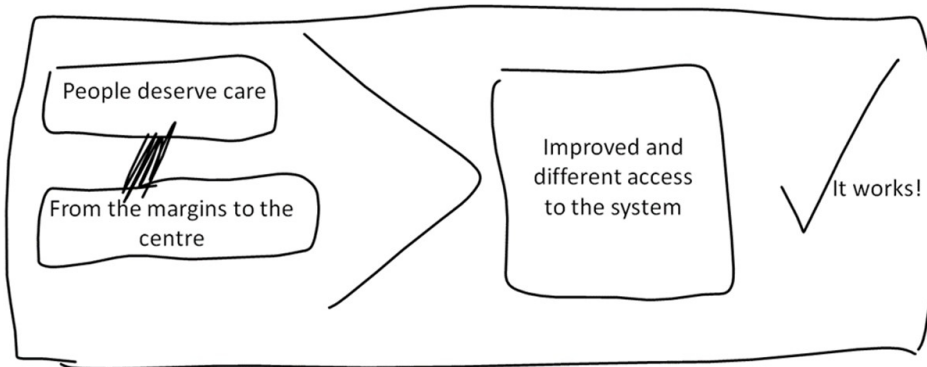 People deserve care
From the margins to the
centre
Improved and
different access
to the system
It works!